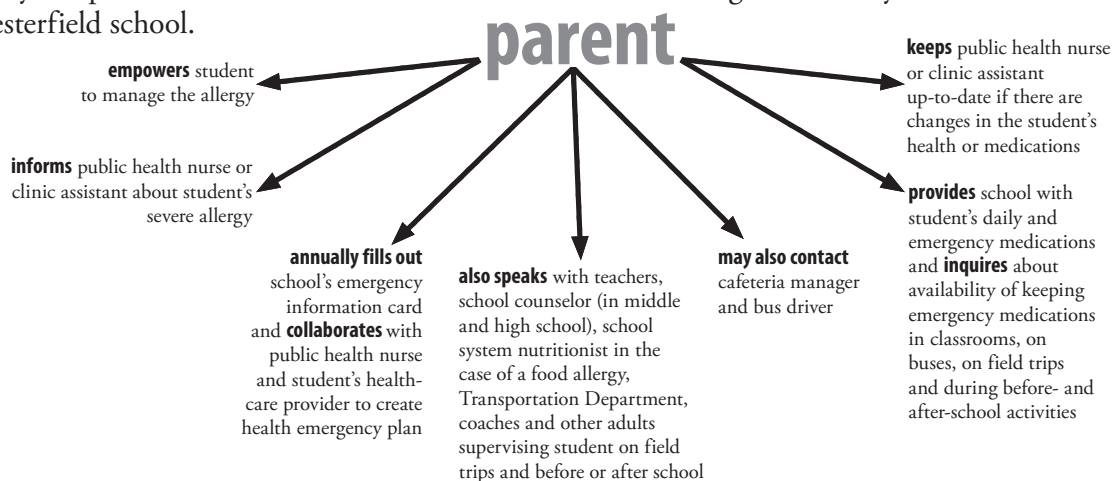 esterfield school.
parent
empowers student
to manage the allergy
informs public health nurse or
clinic assistant about student's
severe allergy
annually fills out
school's emergency
information card
and collaborates with
public health nurse
and student's health-
care provider to create
health emergency plan
also speaks with teachers,
school counselor (in middle
and high school), school
system nutritionist in the
case of a food allergy,
Transportation Department,
coaches and other adults
supervising student on field
trips and before or after school
may also contact
cafeteria manager
and bus driver
keeps public health nurse
or clinic assistant
up-to-date if there are
changes in the student's
health or medications
provides school with
student's daily and
emergency medications
and inquires about
availability of keeping
emergency medications
in classrooms, on
buses, on field trips
and during before- and
after-school activities